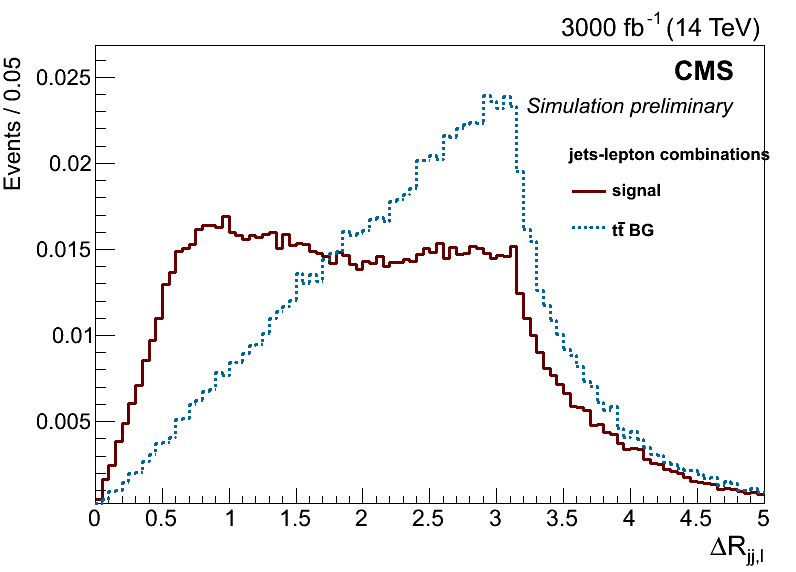 3000 fb⁻¹ (14 TeV)
CMS
Simulation preliminary
jets-lepton combinations
signal
tt̄ BG
Events / 0.05
0.025
0.02
0.015
0.01
0.005
0 0.5 1 1.5 2 2.5 3 3.5 4 4.5 5
ΔR_jj,l